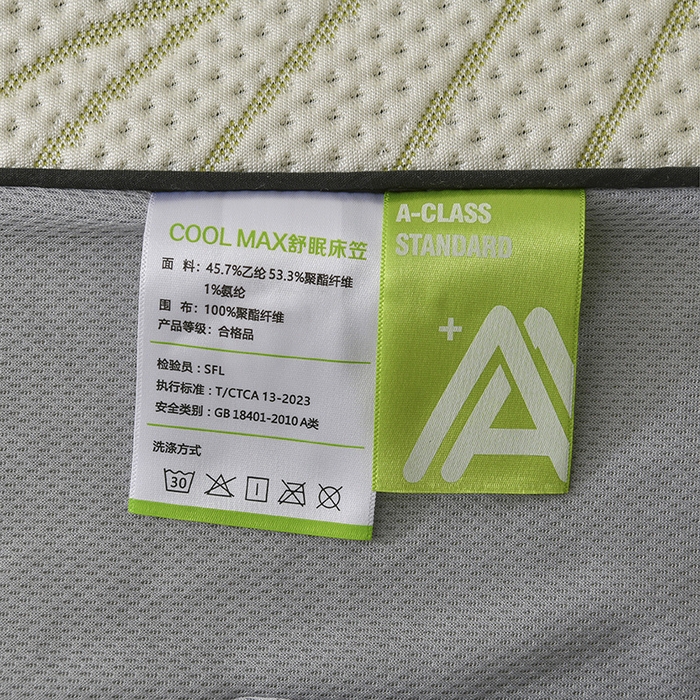 COOL MAX舒眠床笠
面 料：45.7%乙纶 53.3%聚酯纤维
1%氨纶
围 布：100%聚酯纤维
产品等级：合格品
检验员：SFL
执行标准：T/CTCA 13-2023
安全类别：GB 18401-2010 A类
洗涤方式
30
A-CLASS
STANDARD
+A